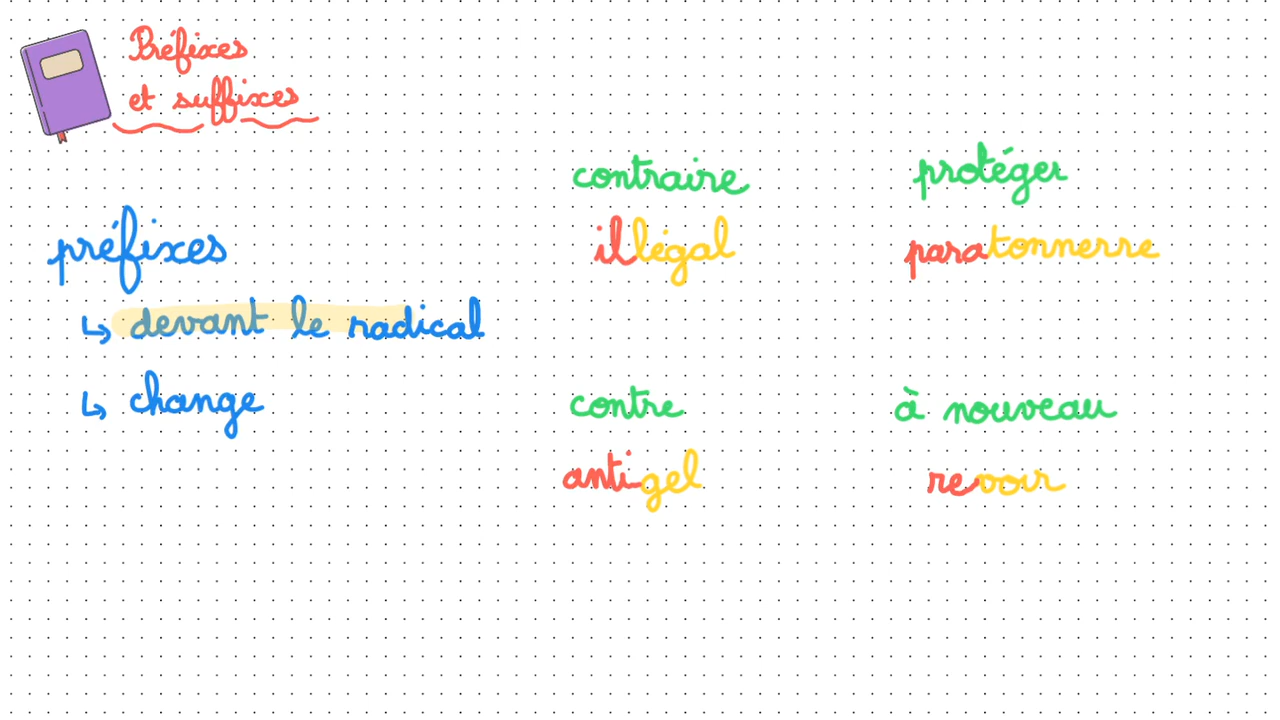 Préfixes
et suffixes
préfixes
↳ devant le radical
↳ change
contraire
illégal
protéger
paratonnerre
contre
antigel
à nouveau
revoir